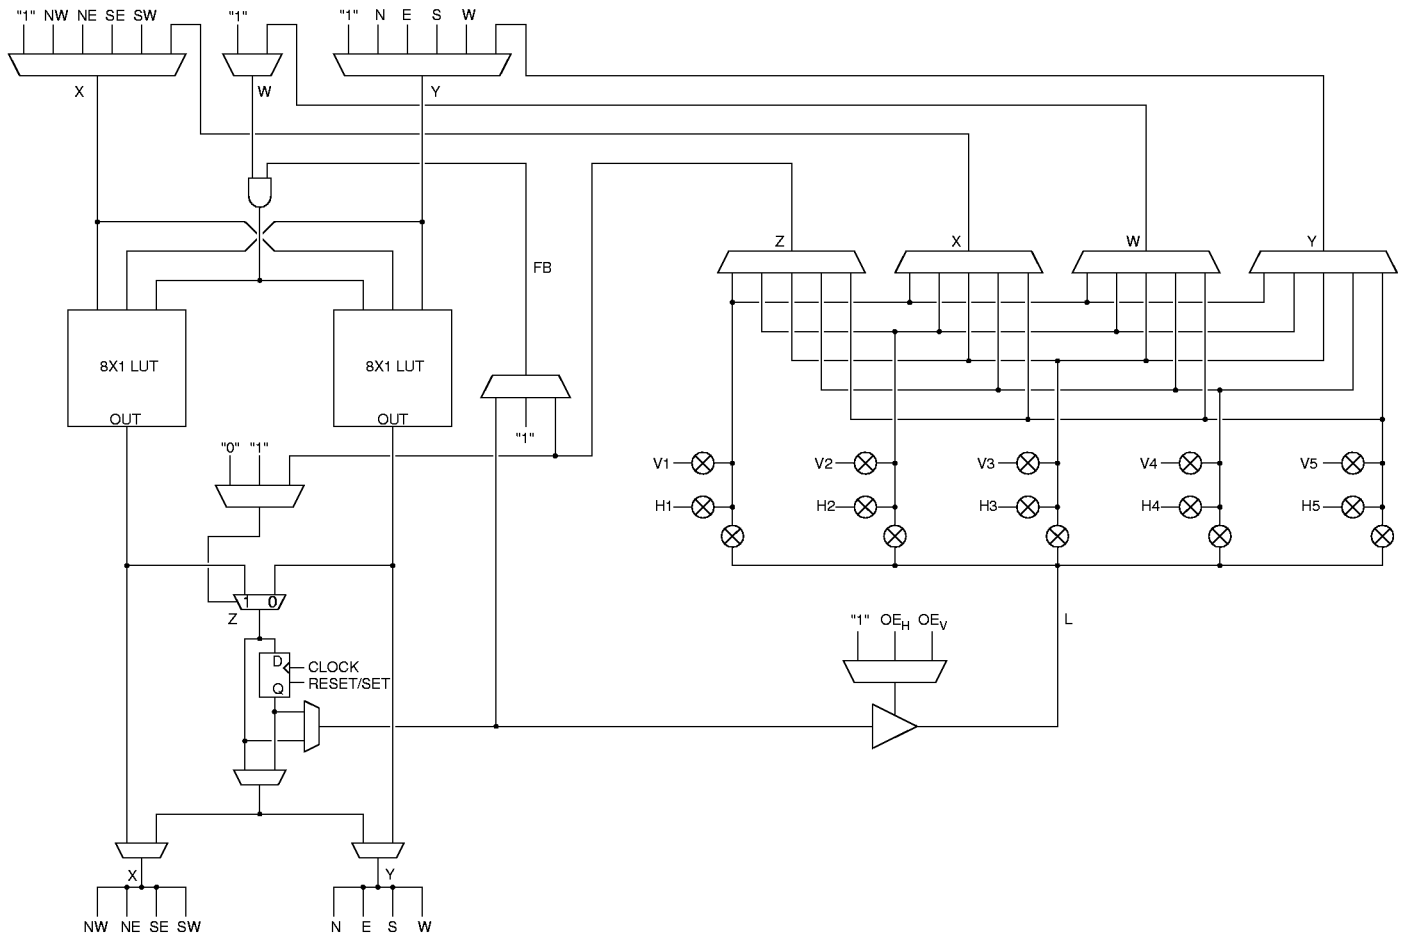 "1" NW NE SE SW "1" "1" N E S W
X W Y
Z X W Y
FB
8X1 LUT 8X1 LUT
OUT OUT
"1"
"0" "1"
V1 V2 V3 V4 V5
H1 H2 H3 H4 H5
1 0
Z "1" OEH OEV L
D CLOCK
Q RESET/SET
X Y
NW NE SE SW N E S W